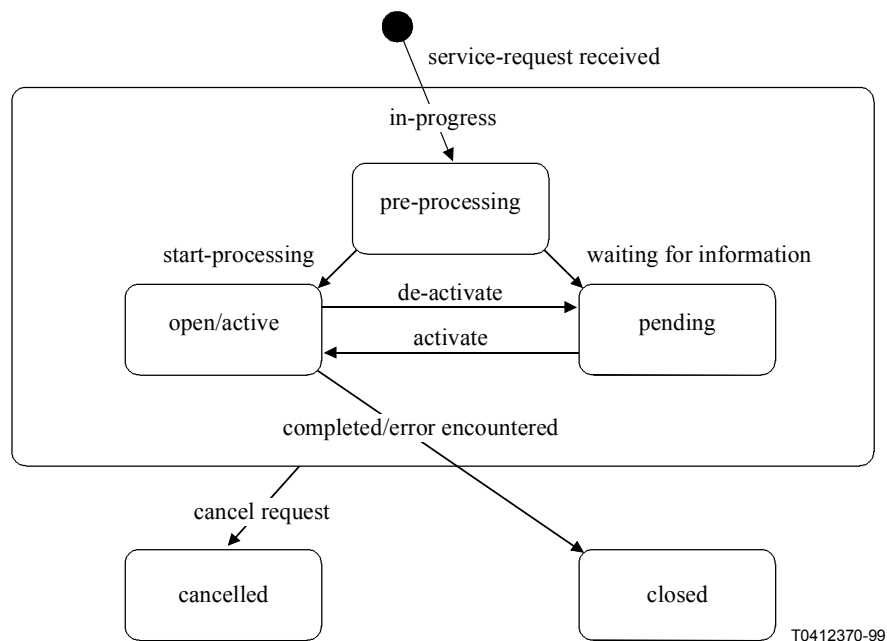 service-request received
in-progress
pre-processing
start-processing
waiting for information
de-activate
open/active
pending
activate
completed/error encountered
cancel request
cancelled
closed
T0412370-99